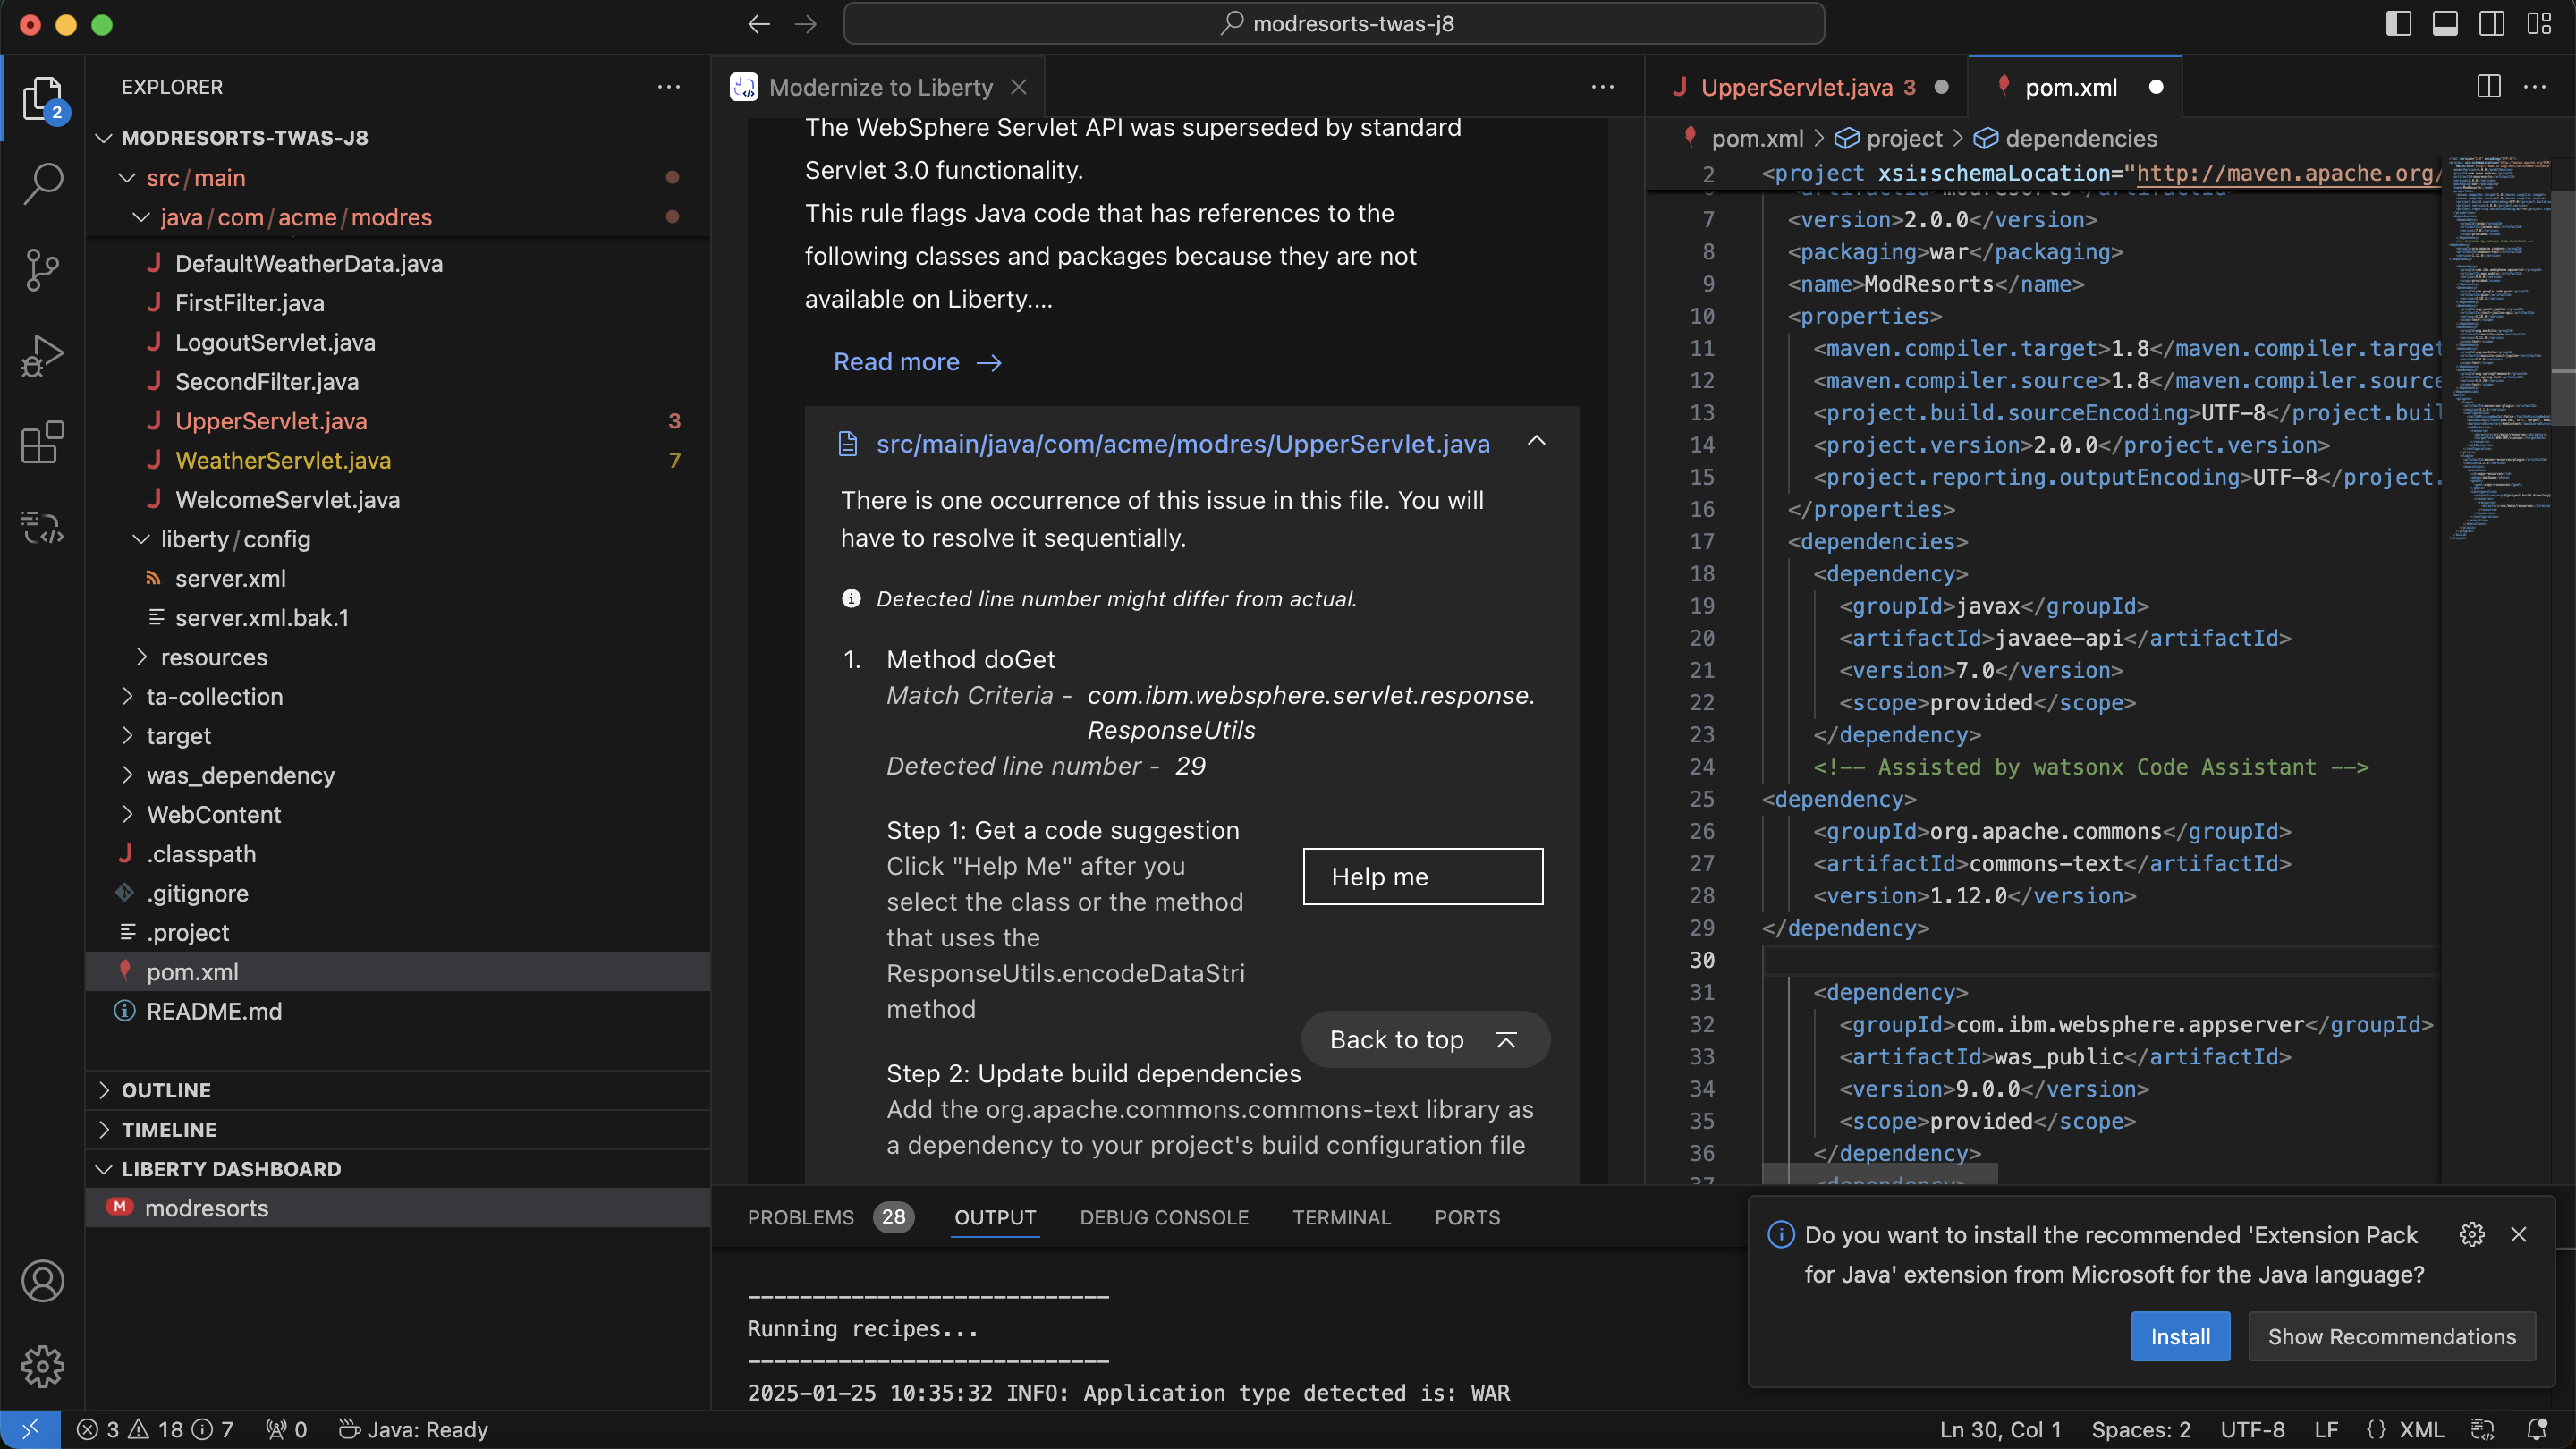 modresorts-twas-j8
EXPLORER
2
MODRESORTS-TWAS-J8
src/main
java/com/acme/modres
DefaultWeatherData.java
FirstFilter.java
LogoutServlet.java
SecondFilter.java
UpperServlet.java 3
WeatherServlet.java 7
WelcomeServlet.java
liberty/config
server.xml
server.xml.bak.1
resources
ta-collection
target
was_dependency
WebContent
.classpath
.gitignore
.project
pom.xml
README.md
OUTLINE
TIMELINE
LIBERTY DASHBOARD
M modresorts
Modernize to Liberty
The WebSphere Servlet API was superseded by standard
Servlet 3.0 functionality.
This rule flags Java code that has references to the
following classes and packages because they are not
available on Liberty....
Read more
src/main/java/com/acme/modres/UpperServlet.java
There is one occurrence of this issue in this file. You will
have to resolve it sequentially.
Detected line number might differ from actual.
1. Method doGet
Match Criteria - com.ibm.websphere.servlet.response.
ResponseUtils
Detected line number - 29
Step 1: Get a code suggestion
Click "Help Me" after you
select the class or the method
that uses the
ResponseUtils.encodeDataStri
method
Help me
Back to top
Step 2: Update build dependencies
Add the org.apache.commons.commons-text library as
a dependency to your project's build configuration file
UpperServlet.java 3
pom.xml
pom.xml > project > dependencies
2 <project xsi:schemaLocation="http://maven.apache.org/
7 <version>2.0.0</version>
8 <packaging>war</packaging>
9 <name>ModResorts</name>
10 <properties>
11 <maven.compiler.target>1.8</maven.compiler.target
12 <maven.compiler.source>1.8</maven.compiler.source
13 <project.build.sourceEncoding>UTF-8</project.buil
14 <project.version>2.0.0</project.version>
15 <project.reporting.outputEncoding>UTF-8</project.
16 </properties>
17 <dependencies>
18 <dependency>
19 <groupId>javax</groupId>
20 <artifactId>javaee-api</artifactId>
21 <version>7.0</version>
22 <scope>provided</scope>
23 </dependency>
24 <!-- Assisted by watsonx Code Assistant -->
25 <dependency>
26 <groupId>org.apache.commons</groupId>
27 <artifactId>commons-text</artifactId>
28 <version>1.12.0</version>
29 </dependency>
30
31 <dependency>
32 <groupId>com.ibm.websphere.appserver</groupId>
33 <artifactId>was_public</artifactId>
34 <version>9.0.0</version>
35 <scope>provided</scope>
36 </dependency>
37 <dependency>
PROBLEMS 28 OUTPUT DEBUG CONSOLE TERMINAL PORTS
----------------------------
Running recipes...
----------------------------
2025-01-25 10:35:32 INFO: Application type detected is: WAR
Do you want to install the recommended 'Extension Pack
for Java' extension from Microsoft for the Java language?
Install
Show Recommendations
3 18 7 0 Java: Ready
Ln 30, Col 1 Spaces: 2 UTF-8 LF {} XML